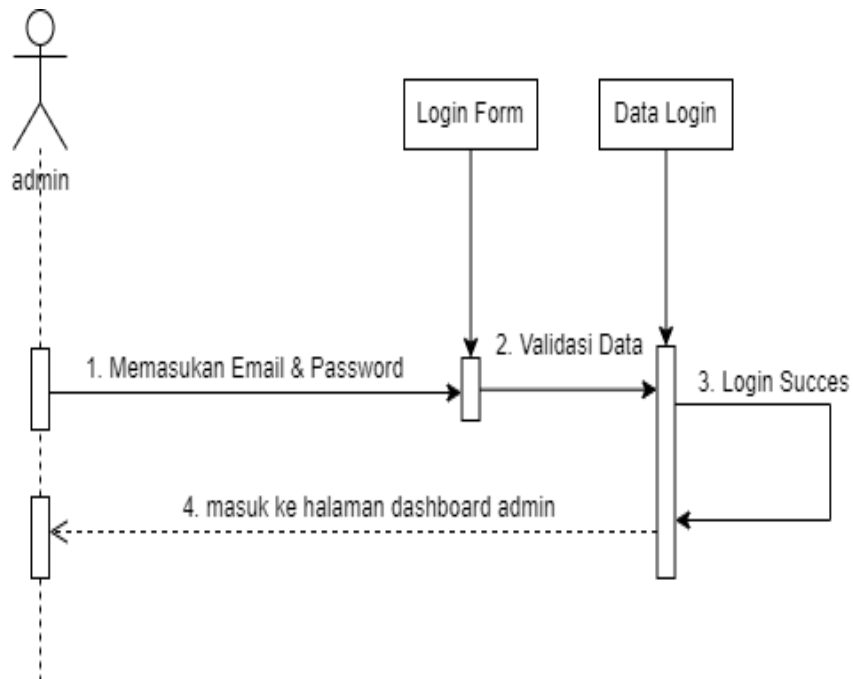 Login Form
Data Login
admin
1. Memasukan Email & Password
2. Validasi Data
3. Login Succes
4. masuk ke halaman dashboard admin